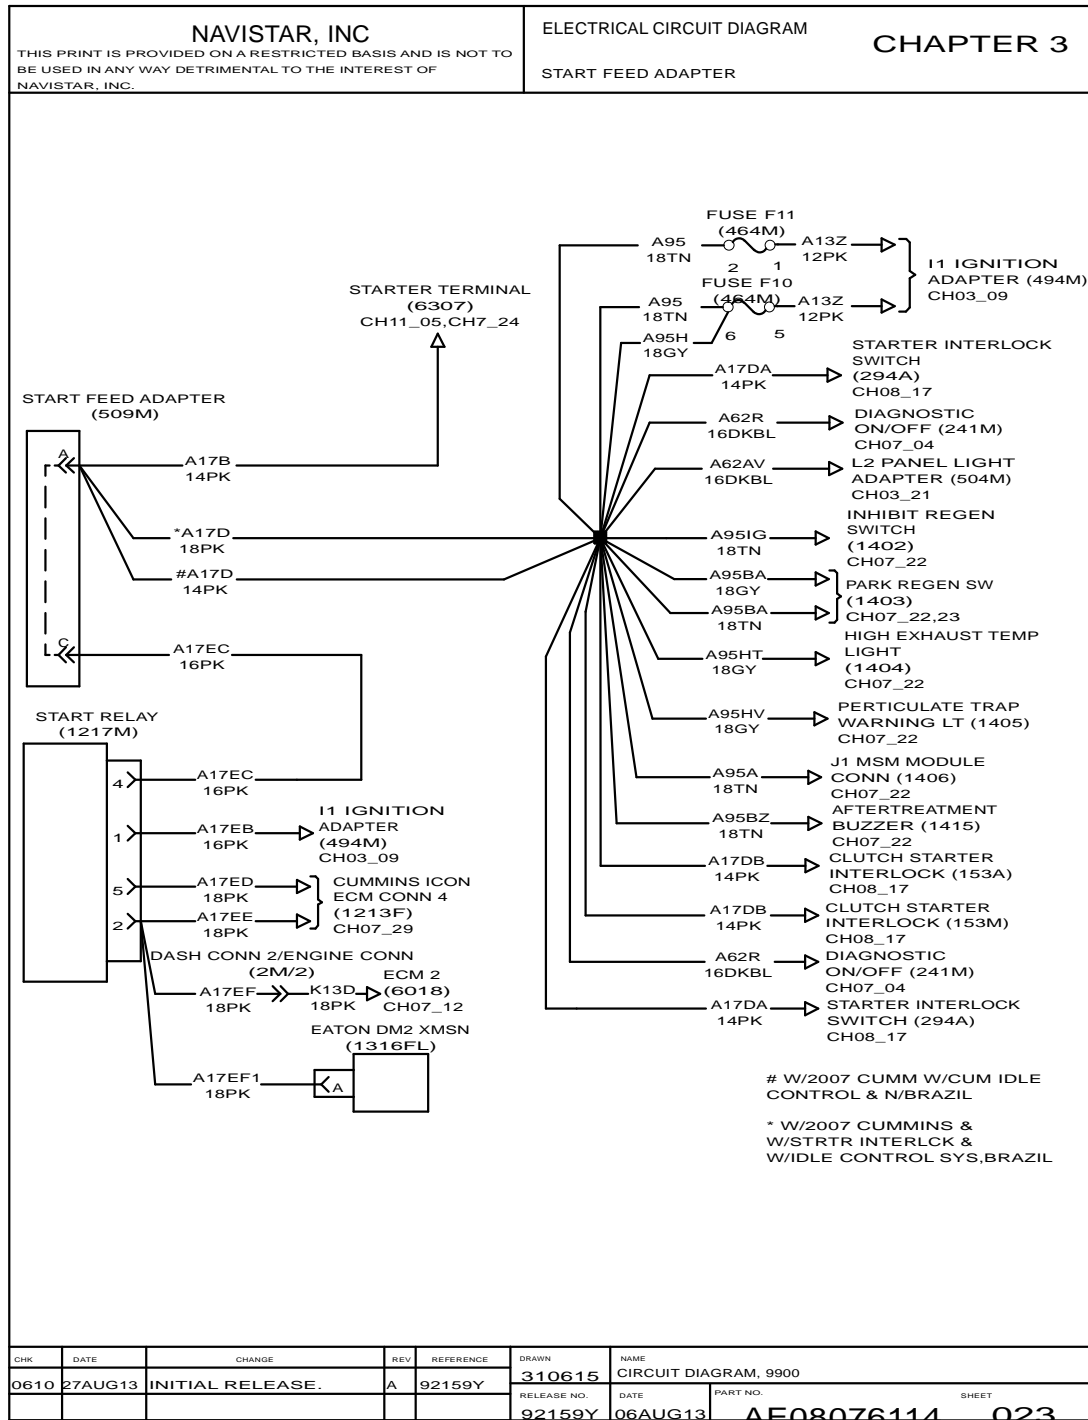 NAVISTAR, INC
THIS PRINT IS PROVIDED ON A RESTRICTED BASIS AND IS NOT TO
BE USED IN ANY WAY DETRIMENTAL TO THE INTEREST OF
NAVISTAR, INC.
ELECTRICAL CIRCUIT DIAGRAM
START FEED ADAPTER
CHAPTER 3
STARTER TERMINAL
(6307)
CH11_05,CH7_24
START FEED ADAPTER
(509M)
A
A17B
14PK
*A17D
18PK
#A17D
14PK
C
A17EC
16PK
START RELAY
(1217M)
4
A17EC
16PK
1
A17EB
16PK
I1 IGNITION
ADAPTER
(494M)
CH03_09
5
A17ED
18PK
2
A17EE
18PK
CUMMINS ICON
ECM CONN 4
(1213F)
CH07_29
DASH CONN 2/ENGINE CONN
(2M/2)
A17EF
18PK
K13D
18PK
ECM 2
(6018)
CH07_12
EATON DM2 XMSN
(1316FL)
A17EF1
18PK
A
FUSE F11
(464M)
A95
18TN
2
1
A13Z
12PK
FUSE F10
(464M)
A95
18TN
A95H
18GY
6
5
A13Z
12PK
I1 IGNITION
ADAPTER (494M)
CH03_09
A17DA
14PK
STARTER INTERLOCK
SWITCH
(294A)
CH08_17
A62R
16DKBL
DIAGNOSTIC
ON/OFF (241M)
CH07_04
A62AV
16DKBL
L2 PANEL LIGHT
ADAPTER (504M)
CH03_21
A95IG
18TN
INHIBIT REGEN
SWITCH
(1402)
CH07_22
A95BA
18GY
A95BA
18TN
PARK REGEN SW
(1403)
CH07_22,23
A95HT
18GY
HIGH EXHAUST TEMP
LIGHT
(1404)
CH07_22
A95HV
18GY
PERTICULATE TRAP
WARNING LT (1405)
CH07_22
A95A
18TN
J1 MSM MODULE
CONN (1406)
CH07_22
A95BZ
18TN
AFTERTREATMENT
BUZZER (1415)
CH07_22
A17DB
14PK
CLUTCH STARTER
INTERLOCK (153A)
CH08_17
A17DB
14PK
CLUTCH STARTER
INTERLOCK (153M)
CH08_17
A62R
16DKBL
DIAGNOSTIC
ON/OFF (241M)
CH07_04
A17DA
14PK
STARTER INTERLOCK
SWITCH (294A)
CH08_17
# W/2007 CUMM W/CUM IDLE
CONTROL & N/BRAZIL
* W/2007 CUMMINS &
W/STRTR INTERLCK &
W/IDLE CONTROL SYS,BRAZIL
CHK DATE CHANGE REV REFERENCE
0610 27AUG13 INITIAL RELEASE. A 92159Y
DRAWN
310615
NAME
CIRCUIT DIAGRAM, 9900
RELEASE NO.
92159Y
DATE
06AUG13
PART NO.
AE08076114
SHEET
023